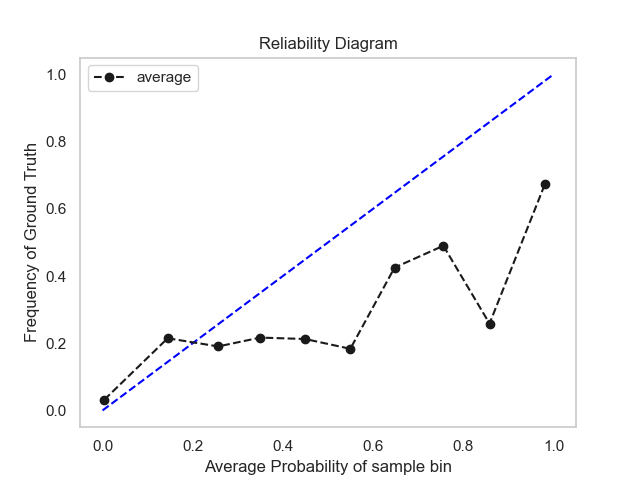 Reliability Diagram
average
Frequency of Ground Truth
1.0
0.8
0.6
0.4
0.2
0.0
0.0 0.2 0.4 0.6 0.8 1.0
Average Probability of sample bin